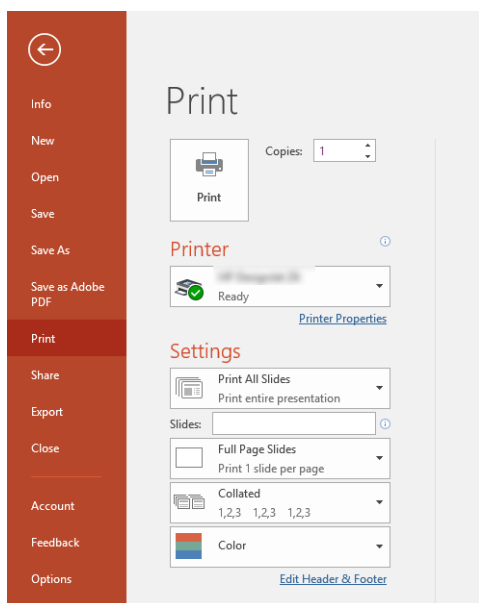 Info
New
Open
Save
Save As
Save as Adobe
PDF
Print
Share
Export
Close
Account
Feedback
Options
Print
Copies: 1
Print
Printer
Ready
Printer Properties
Settings
Print All Slides
Print entire presentation
Slides:
Full Page Slides
Print 1 slide per page
Collated
1,2,3 1,2,3 1,2,3
Color
Edit Header & Footer